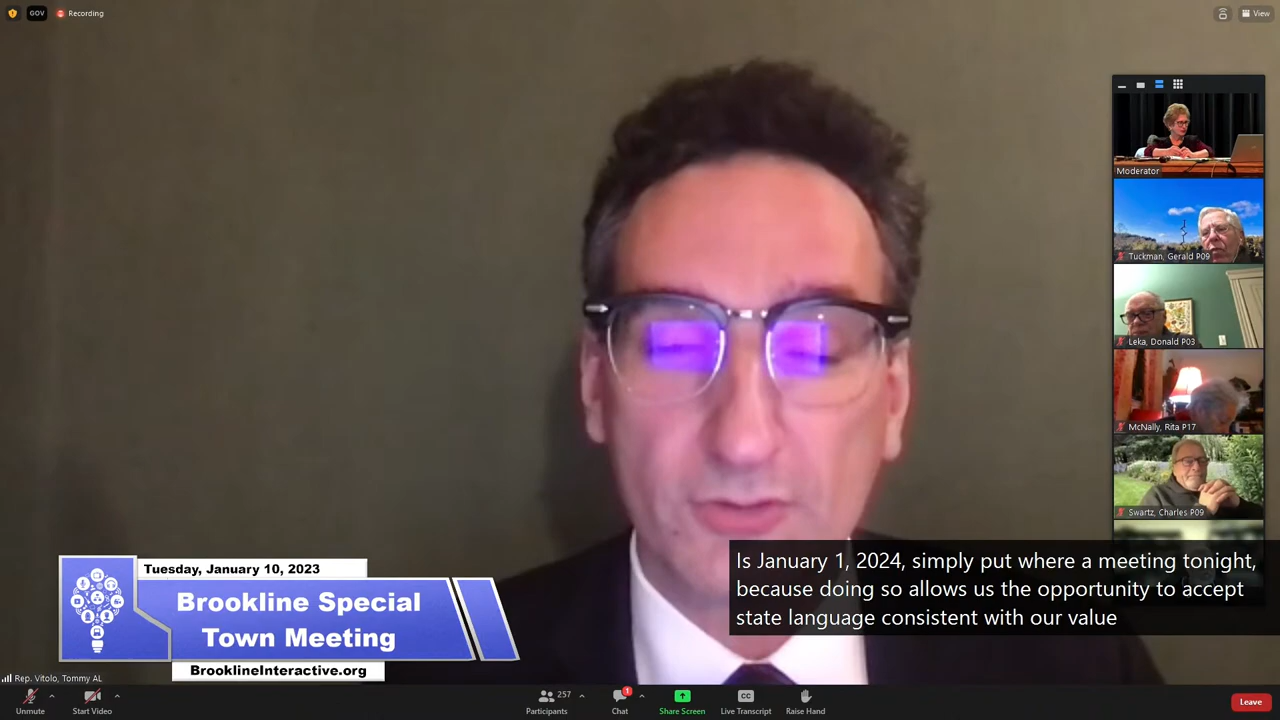 GOV
Recording
View
Moderator
Tuckman, Gerald P09
Leka, Donald P03
McNally, Rita P17
Swartz, Charles P09
Is January 1, 2024, simply put where a meeting tonight,
because doing so allows us the opportunity to accept
state language consistent with our value
Tuesday, January 10, 2023
Brookline Special
Town Meeting
BrooklineInteractive.org
Rep. Vitolo, Tommy AL
Unmute
Start Video
257
Participants
1
Chat
Share Screen
CC
Live Transcript
Raise Hand
Leave